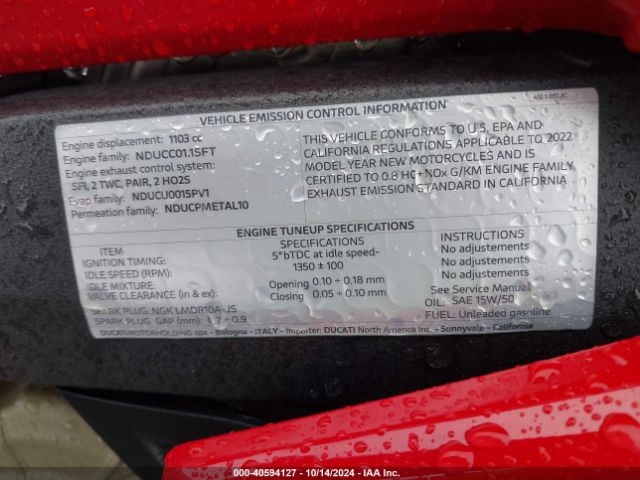 VEHICLE EMISSION CONTROL INFORMATION
Engine displacement: 1103 cc
Engine family: NDUCC01.1SFT
Engine exhaust control system:
SFI, 2 TWC, PAIR, 2 HO2S
Evap family: NDUCU0015PV1
Permeation family: NDUCPMETAL10
THIS VEHICLE CONFORMS TO U.S. EPA AND
CALIFORNIA REGULATIONS APPLICABLE TO 2022
MODEL YEAR NEW MOTORCYCLES AND IS
CERTIFIED TO 0.8 HC+NOx G/KM ENGINE FAMILY
EXHAUST EMISSION STANDARD IN CALIFORNIA
ENGINE TUNEUP SPECIFICATIONS
ITEM SPECIFICATIONS INSTRUCTIONS
IGNITION TIMING: 5°bTDC at idle speed- No adjustements
IDLE SPEED (RPM): 1350 ± 100 No adjustements
IDLE MIXTURE: No adjustements
VALVE CLEARANCE (in & ex): Opening 0.10 ÷ 0.18 mm See Service Manual
Closing 0.05 ÷ 0.10 mm OIL: SAE 15W/50
SPARK PLUG: NGK LMDR10A-JS FUEL: Unleaded gasoline
SPARK PLUG GAP (mm): 0.9
DUCATIMOTORHOLDING spa - Bologna - ITALY - Importer: DUCATI North America Inc. - Sunnyvale - California
000-40594127 - 10/14/2024 - IAA Inc.